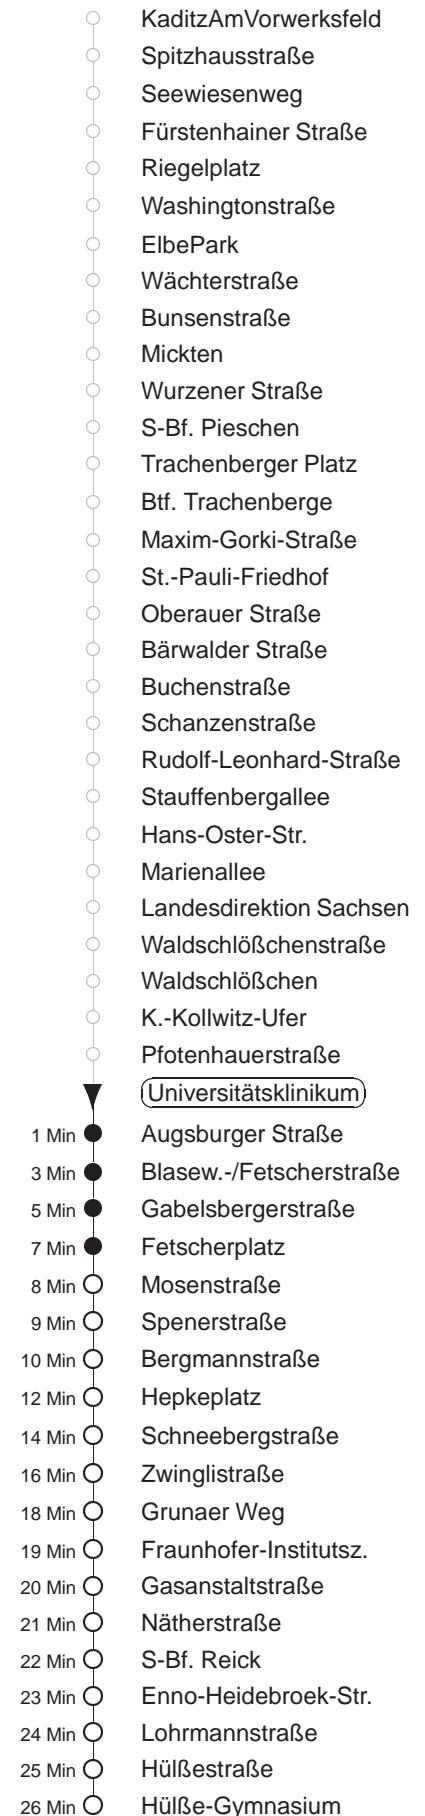 KaditzAmVorwerksfeld
Spitzhausstraße
Seewiesenweg
Fürstenhainer Straße
Riegelplatz
Washingtonstraße
ElbePark
Wächterstraße
Bunsenstraße
Mickten
Wurzener Straße
S-Bf. Pieschen
Trachenberger Platz
Btf. Trachenberge
Maxim-Gorki-Straße
St.-Pauli-Friedhof
Oberauer Straße
Bärwalder Straße
Buchenstraße
Schanzenstraße
Rudolf-Leonhard-Straße
Stauffenbergallee
Hans-Oster-Str.
Marienallee
Landesdirektion Sachsen
Waldschlößchenstraße
Waldschlößchen
K.-Kollwitz-Ufer
Pfotenhauerstraße
Universitätsklinikum
1 Min Augsburger Straße
3 Min Blasew.-/Fetscherstraße
5 Min Gabelsbergerstraße
7 Min Fetscherplatz
8 Min Mosenstraße
9 Min Spenerstraße
10 Min Bergmannstraße
12 Min Hepkeplatz
14 Min Schneebergstraße
16 Min Zwinglistraße
18 Min Grunaer Weg
19 Min Fraunhofer-Institutsz.
20 Min Gasanstaltstraße
21 Min Nätherstraße
22 Min S-Bf. Reick
23 Min Enno-Heidebroek-Str.
24 Min Lohrmannstraße
25 Min Hülßestraße
26 Min Hülße-Gymnasium